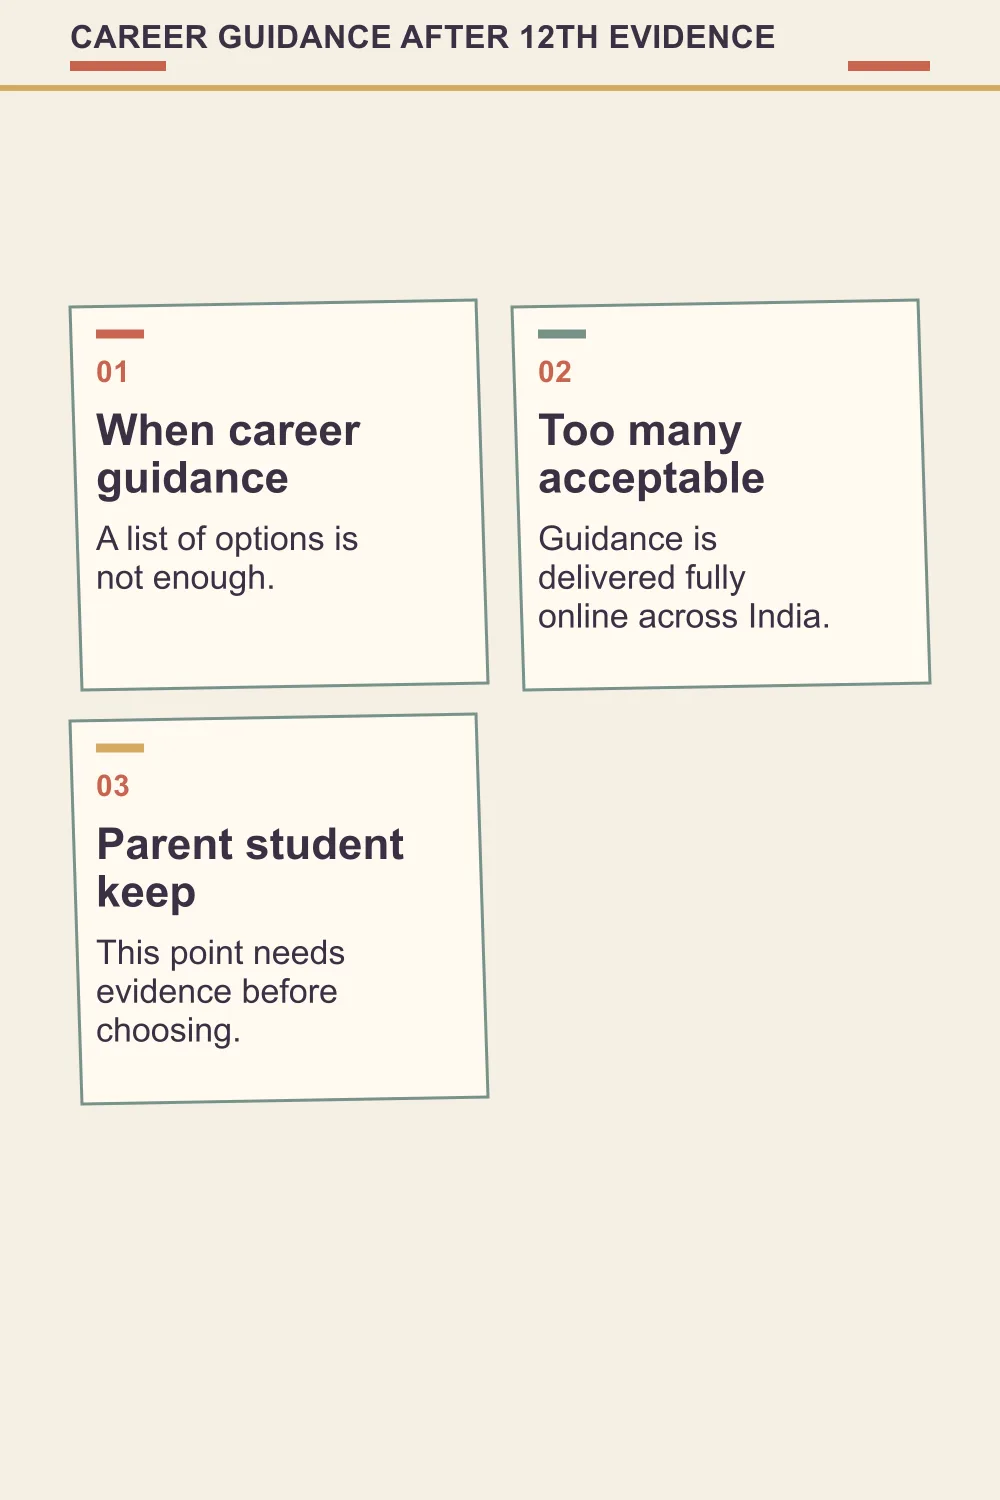 CAREER GUIDANCE AFTER 12TH EVIDENCE
01
When career
guidance
A list of options is
not enough.
02
Too many
acceptable
Guidance is
delivered fully
online across India.
03
Parent student
keep
This point needs
evidence before
choosing.